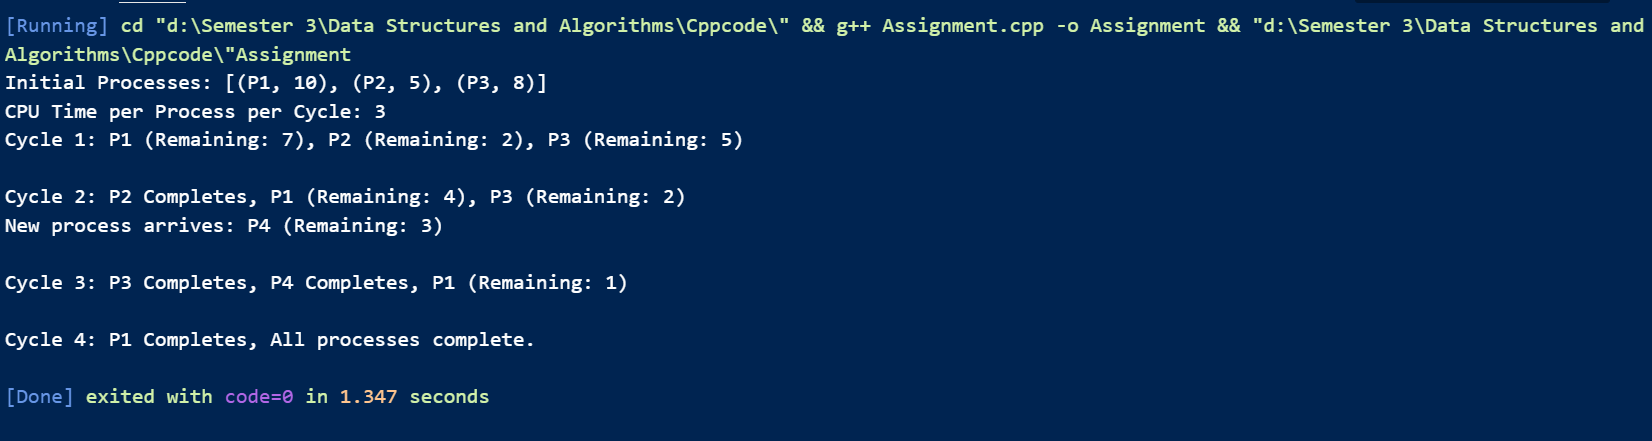 [Running] cd "d:\Semester 3\Data Structures and Algorithms\Cppcode\" && g++ Assignment.cpp -o Assignment && "d:\Semester 3\Data Structures and
Algorithms\Cppcode\"Assignment
Initial Processes: [(P1, 10), (P2, 5), (P3, 8)]
CPU Time per Process per Cycle: 3
Cycle 1: P1 (Remaining: 7), P2 (Remaining: 2), P3 (Remaining: 5)
Cycle 2: P2 Completes, P1 (Remaining: 4), P3 (Remaining: 2)
New process arrives: P4 (Remaining: 3)
Cycle 3: P3 Completes, P4 Completes, P1 (Remaining: 1)
Cycle 4: P1 Completes, All processes complete.
[Done] exited with code=0 in 1.347 seconds